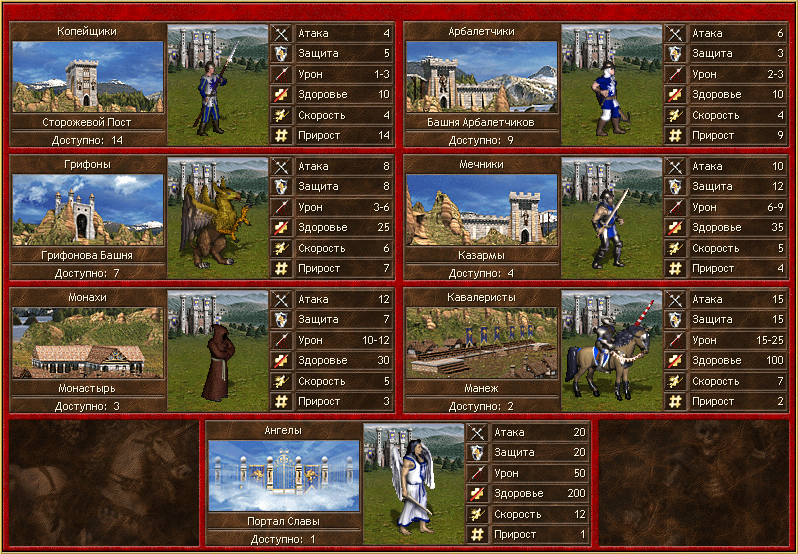 Копейщики
Сторожевой Пост
Доступно: 14
Атака 4
Защита 5
Урон 1-3
Здоровье 10
Скорость 4
Прирост 14
Арбалетчики
Башня Арбалетчиков
Доступно: 9
Атака 6
Защита 3
Урон 2-3
Здоровье 10
Скорость 4
Прирост 9
Грифоны
Грифонова Башня
Доступно: 7
Атака 8
Защита 8
Урон 3-6
Здоровье 25
Скорость 6
Прирост 7
Мечники
Казармы
Доступно: 4
Атака 10
Защита 12
Урон 6-9
Здоровье 35
Скорость 5
Прирост 4
Монахи
Монастырь
Доступно: 3
Атака 12
Защита 7
Урон 10-12
Здоровье 30
Скорость 5
Прирост 3
Кавалеристы
Манеж
Доступно: 2
Атака 15
Защита 15
Урон 15-25
Здоровье 100
Скорость 7
Прирост 2
Ангелы
Портал Славы
Доступно: 1
Атака 20
Защита 20
Урон 50
Здоровье 200
Скорость 12
Прирост 1